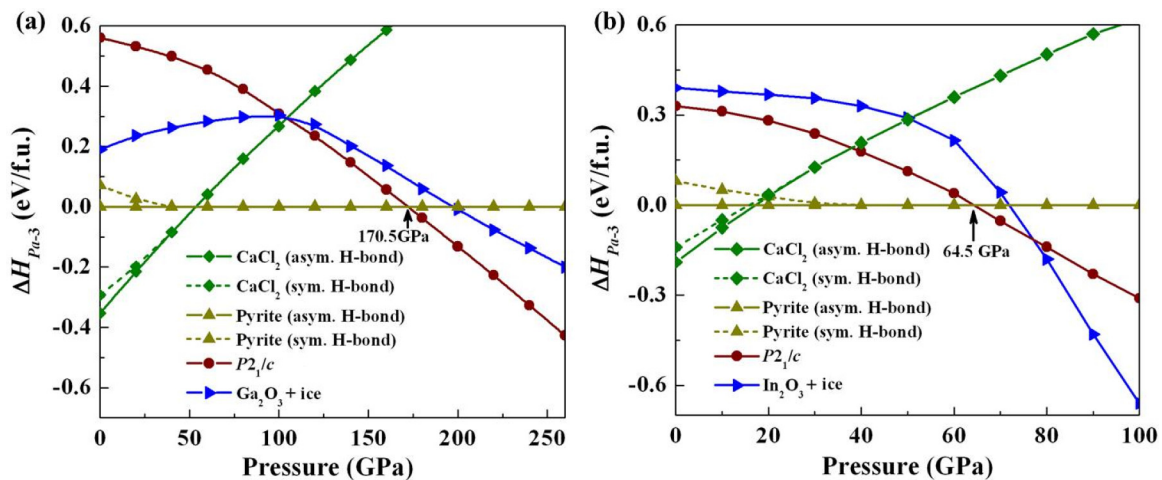 (a)
ΔH_{Pa-3} (eV/f.u.)
0.6
0.4
0.2
0.0
-0.2
-0.4
-0.6
170.5GPa
CaCl₂ (asym. H-bond)
CaCl₂ (sym. H-bond)
Pyrite (asym. H-bond)
Pyrite (sym. H-bond)
P2₁/c
Ga₂O₃ + ice
0 50 100 150 200 250
Pressure (GPa)
(b)
ΔH_{Pa-3} (eV/f.u.)
0.6
0.3
0.0
-0.3
-0.6
64.5 GPa
CaCl₂ (asym. H-bond)
CaCl₂ (sym. H-bond)
Pyrite (asym. H-bond)
Pyrite (sym. H-bond)
P2₁/c
In₂O₃ + ice
0 20 40 60 80 100
Pressure (GPa)